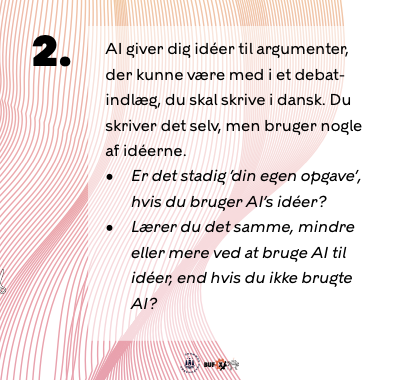 2.
AI giver dig idéer til argumenter,
der kunne være med i et debat-
indlæg, du skal skrive i dansk. Du
skriver det selv, men bruger nogle
af idéerne.
• Er det stadig ’din egen opgave’,
hvis du bruger AI’s idéer?
• Lærer du det samme, mindre
eller mere ved at bruge AI til
idéer, end hvis du ikke brugte
AI?
BUF